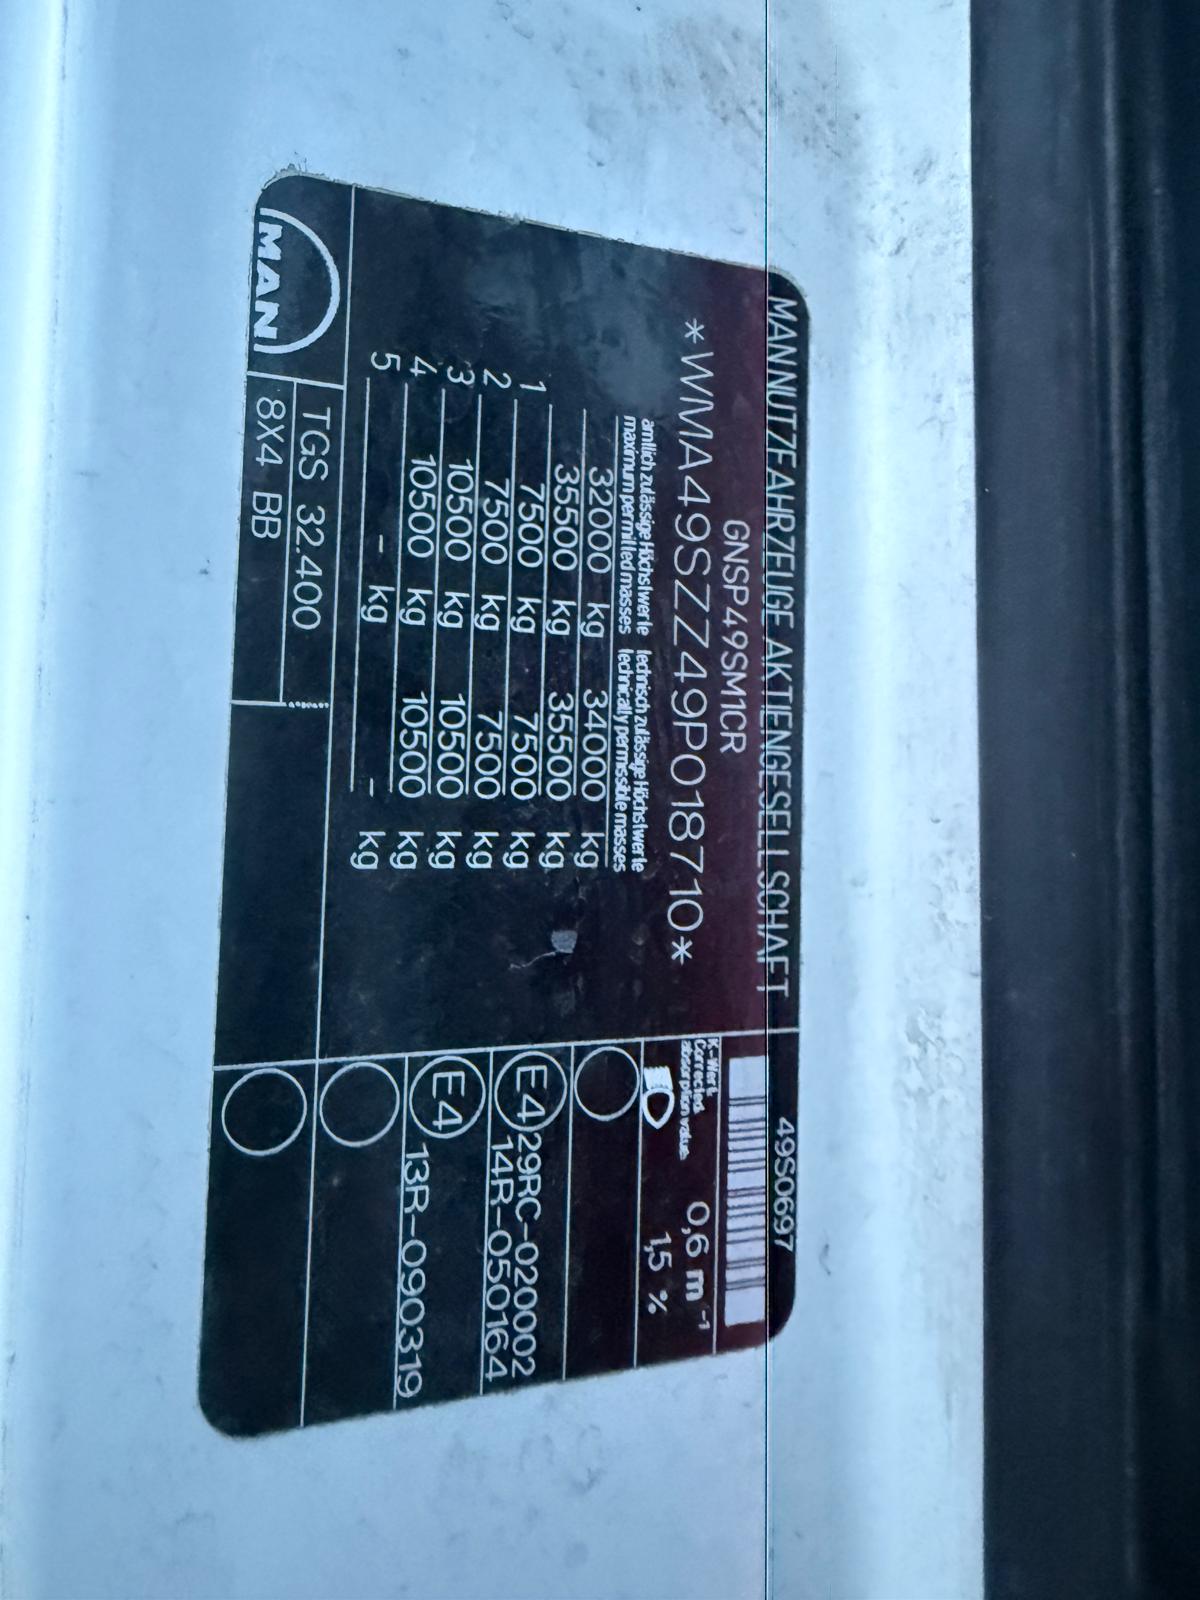 MAN NUTZFAHRZEUGE AKTIENGESELLSCHAFT
GNSP49SM1CR
*WMA49SZZ49P018710*
amtlich zulässige Höchstwerte technisch zulässige Höchstwerte
maximum permitted masses technically permissible masses
32000 kg 34000 kg
35500 kg 35500 kg
1 7500 kg 7500 kg
2 7500 kg 7500 kg
3 10500 kg 10500 kg
4 10500 kg 10500 kg
5 - kg - kg
MAN
TGS 32.400
8X4 BB
49S0697
K-Wert
Corrected
absorption value
0,6 m⁻¹
1,5 %
E4 29RC-020002
14R-050164
E4 13R-090319